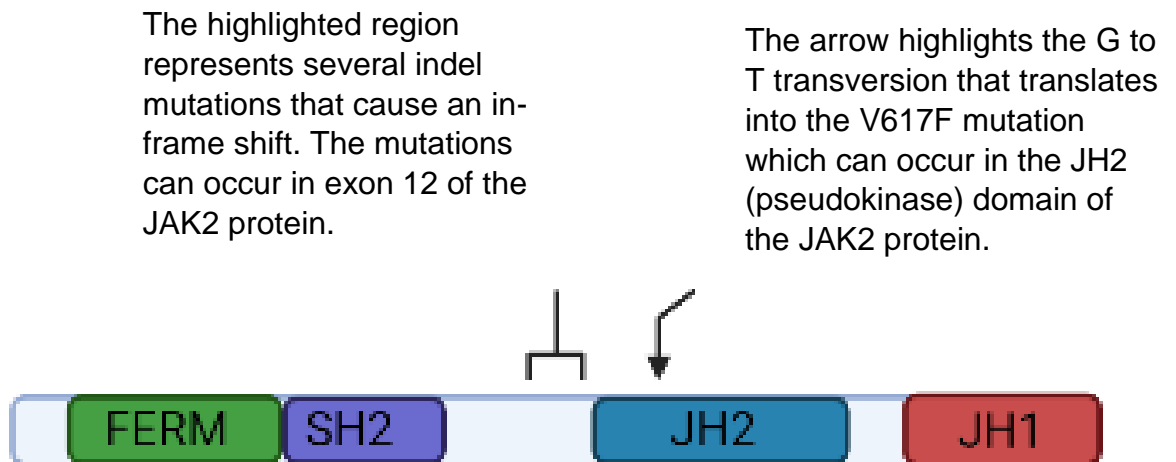 The highlighted region
represents several indel
mutations that cause an in-
frame shift. The mutations
can occur in exon 12 of the
JAK2 protein.
The arrow highlights the G to
T transversion that translates
into the V617F mutation
which can occur in the JH2
(pseudokinase) domain of
the JAK2 protein.
FERM SH2 JH2 JH1